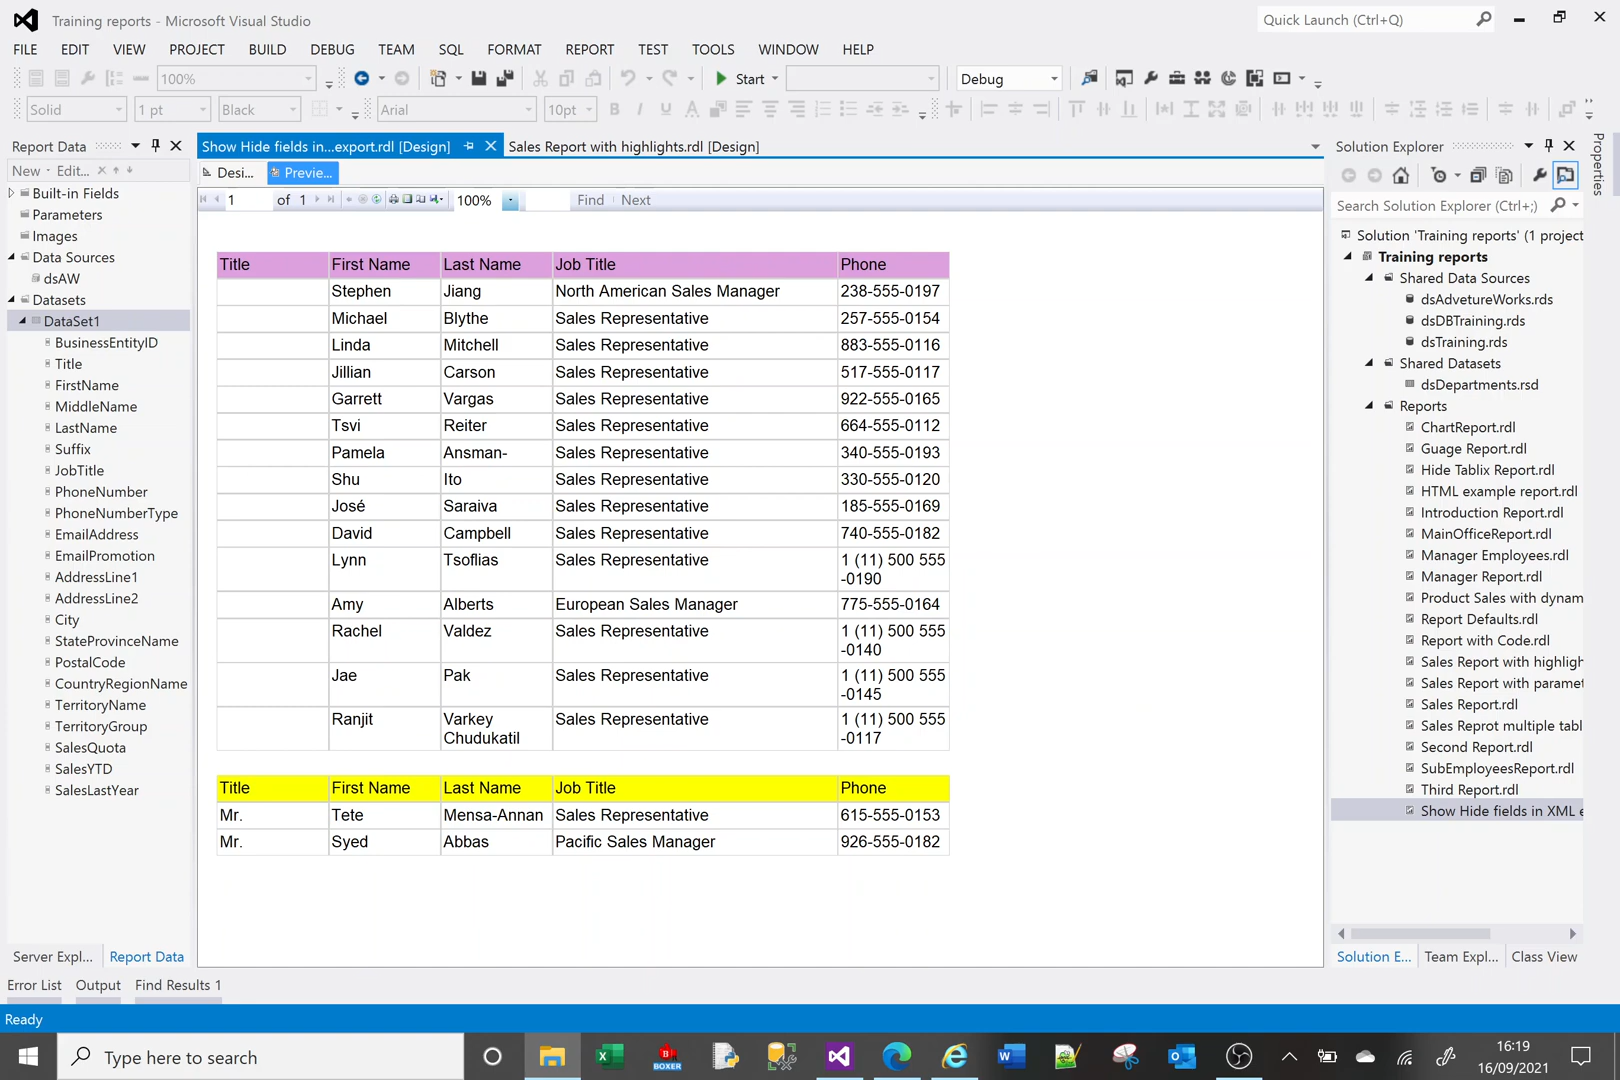 Training reports - Microsoft Visual Studio
Quick Launch (Ctrl+Q)
FILE EDIT VIEW PROJECT BUILD DEBUG TEAM SQL FORMAT REPORT TEST TOOLS WINDOW HELP
100% Start Debug
Solid 1 pt Black Arial 10pt B I U A
Report Data
Show Hide fields in...export.rdl [Design] Sales Report with highlights.rdl [Design]
Solution Explorer
Properties
New Edit...
Desi... Previe...
1 of 1 100% Find Next
Built-in Fields
Parameters
Images
Data Sources
dsAW
Datasets
DataSet1
BusinessEntityID
Title
FirstName
MiddleName
LastName
Suffix
JobTitle
PhoneNumber
PhoneNumberType
EmailAddress
EmailPromotion
AddressLine1
AddressLine2
City
StateProvinceName
PostalCode
CountryRegionName
TerritoryName
TerritoryGroup
SalesQuota
SalesYTD
SalesLastYear
Server Expl... Report Data
Title First Name Last Name Job Title Phone
Stephen Jiang North American Sales Manager 238-555-0197
Michael Blythe Sales Representative 257-555-0154
Linda Mitchell Sales Representative 883-555-0116
Jillian Carson Sales Representative 517-555-0117
Garrett Vargas Sales Representative 922-555-0165
Tsvi Reiter Sales Representative 664-555-0112
Pamela Ansman- Sales Representative 340-555-0193
Shu Ito Sales Representative 330-555-0120
José Saraiva Sales Representative 185-555-0169
David Campbell Sales Representative 740-555-0182
Lynn Tsoflias Sales Representative 1 (11) 500 555
-0190
Amy Alberts European Sales Manager 775-555-0164
Rachel Valdez Sales Representative 1 (11) 500 555
-0140
Jae Pak Sales Representative 1 (11) 500 555
-0145
Ranjit Varkey Sales Representative 1 (11) 500 555
Chudukatil -0117
Title First Name Last Name Job Title Phone
Mr. Tete Mensa-Annan Sales Representative 615-555-0153
Mr. Syed Abbas Pacific Sales Manager 926-555-0182
Search Solution Explorer (Ctrl+;)
Solution 'Training reports' (1 project
Training reports
Shared Data Sources
dsAdvetureWorks.rds
dsDBTraining.rds
dsTraining.rds
Shared Datasets
dsDepartments.rsd
Reports
ChartReport.rdl
Guage Report.rdl
Hide Tablix Report.rdl
HTML example report.rdl
Introduction Report.rdl
MainOfficeReport.rdl
Manager Employees.rdl
Manager Report.rdl
Product Sales with dynam
Report Defaults.rdl
Report with Code.rdl
Sales Report with highligh
Sales Report with paramet
Sales Report.rdl
Sales Reprot multiple tabl
Second Report.rdl
SubEmployeesReport.rdl
Third Report.rdl
Show Hide fields in XML e
Solution E... Team Expl... Class View
Error List Output Find Results 1
Ready
Type here to search
BOXER
16:19
16/09/2021